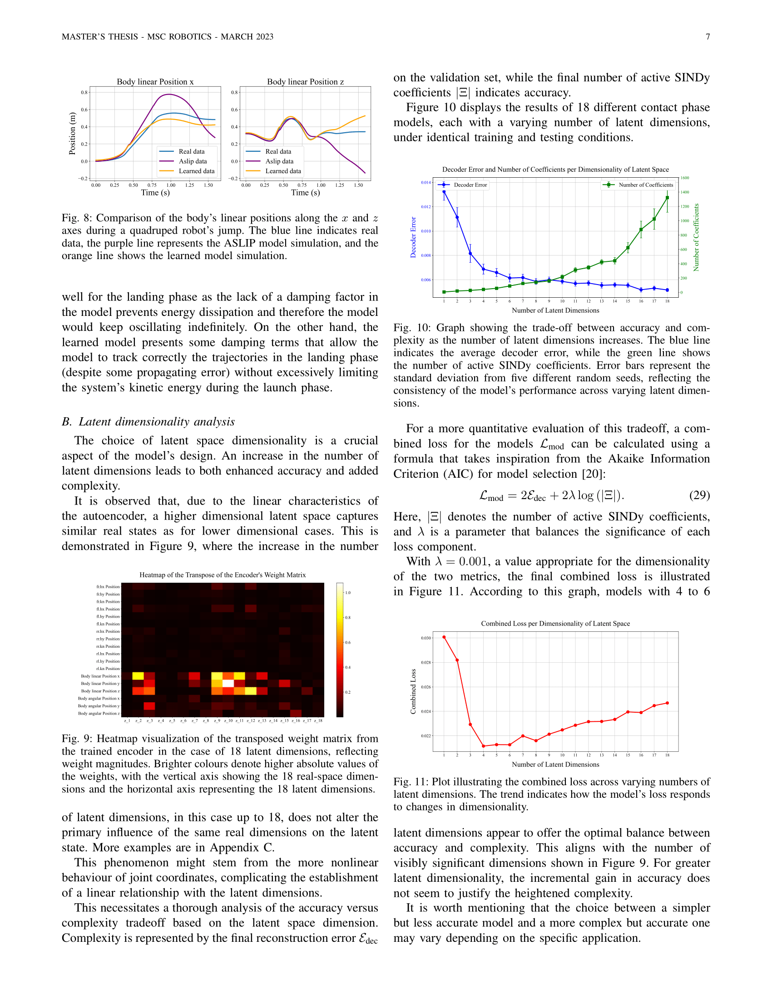 MASTER'S THESIS - MSC ROBOTICS - MARCH 2023
7
Body linear Position x
Body linear Position z
Position (m)
0.8
0.6
0.4
0.2
0.0
−0.2
0.8
0.6
0.4
0.2
0.0
−0.2
Real data
Aslip data
Learned data
Real data
Aslip data
Learned data
0.00 0.25 0.50 0.75 1.00 1.25 1.50
0.00 0.25 0.50 0.75 1.00 1.25 1.50
Time (s)
Time (s)
Fig. 8: Comparison of the body's linear positions along the x and z
axes during a quadruped robot's jump. The blue line indicates real
data, the purple line represents the ASLIP model simulation, and the
orange line shows the learned model simulation.
well for the landing phase as the lack of a damping factor in
the model prevents energy dissipation and therefore the model
would keep oscillating indefinitely. On the other hand, the
learned model presents some damping terms that allow the
model to track correctly the trajectories in the landing phase
(despite some propagating error) without excessively limiting
the system's kinetic energy during the launch phase.
B. Latent dimensionality analysis
The choice of latent space dimensionality is a crucial
aspect of the model's design. An increase in the number of
latent dimensions leads to both enhanced accuracy and added
complexity.
It is observed that, due to the linear characteristics of
the autoencoder, a higher dimensional latent space captures
similar real states as for lower dimensional cases. This is
demonstrated in Figure 9, where the increase in the number
Heatmap of the Transpose of the Encoder's Weight Matrix
fr.hx Position
fr.hy Position
fr.kn Position
fl.hx Position
fl.hy Position
fl.kn Position
rr.hx Position
rr.hy Position
rr.kn Position
rl.hx Position
rl.hy Position
rl.kn Position
Body linear Position x
Body linear Position y
Body linear Position z
Body angular Position x
Body angular Position y
Body angular Position z
z_1 z_2 z_3 z_4 z_5 z_6 z_7 z_8 z_9 z_10 z_11 z_12 z_13 z_14 z_15 z_16 z_17 z_18
1.0
0.8
0.6
0.4
0.2
Fig. 9: Heatmap visualization of the transposed weight matrix from
the trained encoder in the case of 18 latent dimensions, reflecting
weight magnitudes. Brighter colours denote higher absolute values of
the weights, with the vertical axis showing the 18 real-space dimen-
sions and the horizontal axis representing the 18 latent dimensions.
of latent dimensions, in this case up to 18, does not alter the
primary influence of the same real dimensions on the latent
state. More examples are in Appendix C.
This phenomenon might stem from the more nonlinear
behaviour of joint coordinates, complicating the establishment
of a linear relationship with the latent dimensions.
This necessitates a thorough analysis of the accuracy versus
complexity tradeoff based on the latent space dimension.
Complexity is represented by the final reconstruction error ℰdec
on the validation set, while the final number of active SINDy
coefficients |Ξ| indicates accuracy.
Figure 10 displays the results of 18 different contact phase
models, each with a varying number of latent dimensions,
under identical training and testing conditions.
Decoder Error and Number of Coefficients per Dimensionality of Latent Space
Decoder Error
Number of Coefficients
Decoder Error
0.014
0.012
0.010
0.008
0.006
1600
1400
1200
1000
800
600
400
200
0
Number of Coefficients
1 2 3 4 5 6 7 8 9 10 11 12 13 14 15 16 17 18
Number of Latent Dimensions
Fig. 10: Graph showing the trade-off between accuracy and com-
plexity as the number of latent dimensions increases. The blue line
indicates the average decoder error, while the green line shows
the number of active SINDy coefficients. Error bars represent the
standard deviation from five different random seeds, reflecting the
consistency of the model's performance across varying latent dimen-
sions.
For a more quantitative evaluation of this tradeoff, a com-
bined loss for the models ℒmod can be calculated using a
formula that takes inspiration from the Akaike Information
Criterion (AIC) for model selection [20]:
ℒmod = 2ℰdec + 2λ log (|Ξ|). (29)
Here, |Ξ| denotes the number of active SINDy coefficients,
and λ is a parameter that balances the significance of each
loss component.
With λ = 0.001, a value appropriate for the dimensionality
of the two metrics, the final combined loss is illustrated
in Figure 11. According to this graph, models with 4 to 6
Combined Loss per Dimensionality of Latent Space
Combined Loss
0.030
0.028
0.026
0.024
0.022
1 2 3 4 5 6 7 8 9 10 11 12 13 14 15 16 17 18
Number of Latent Dimensions
Fig. 11: Plot illustrating the combined loss across varying numbers of
latent dimensions. The trend indicates how the model's loss responds
to changes in dimensionality.
latent dimensions appear to offer the optimal balance between
accuracy and complexity. This aligns with the number of
visibly significant dimensions shown in Figure 9. For greater
latent dimensionality, the incremental gain in accuracy does
not seem to justify the heightened complexity.
It is worth mentioning that the choice between a simpler
but less accurate model and a more complex but accurate one
may vary depending on the specific application.